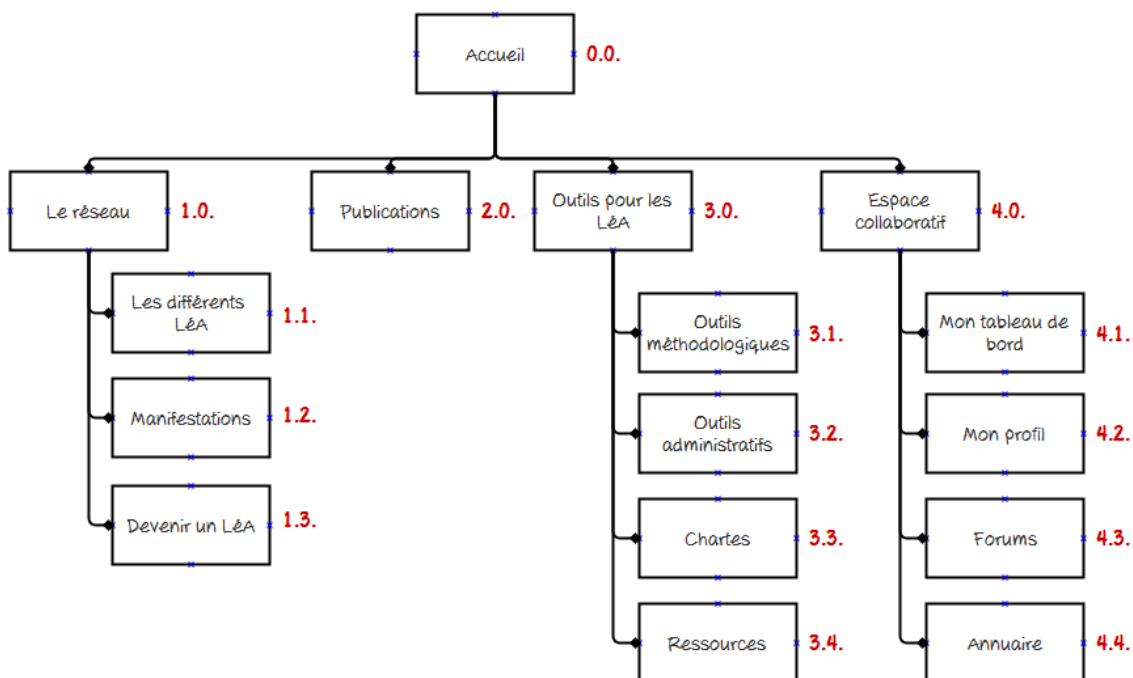 Accueil
0.0.
Le réseau
1.0.
Publications
2.0.
Outils pour les
LéA
3.0.
Espace
collaboratif
4.0.
Les différents
LéA
1.1.
Manifestations
1.2.
Devenir un LéA
1.3.
Outils
méthodologiques
3.1.
Outils
administratifs
3.2.
Chartes
3.3.
Ressources
3.4.
Mon tableau de
bord
4.1.
Mon profil
4.2.
Forums
4.3.
Annuaire
4.4.